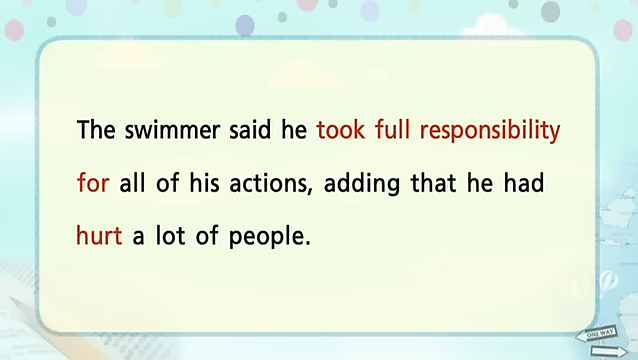 The swimmer said he took full responsibility
for all of his actions, adding that he had
hurt a lot of people.
ONE WAY